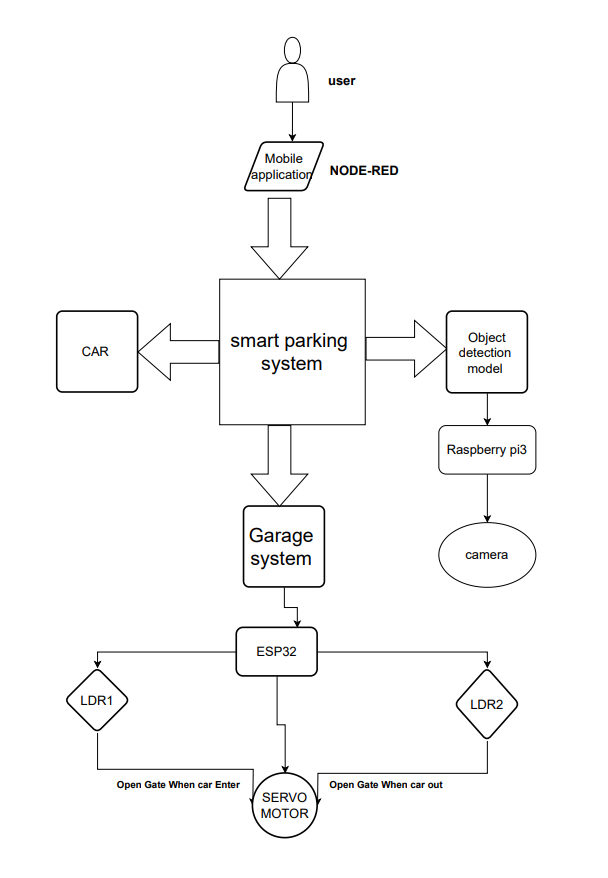 user
Mobile
application
NODE-RED
smart parking
system
CAR
Object
detection
model
Raspberry pi3
camera
Garage
system
ESP32
LDR1
LDR2
Open Gate When car Enter
Open Gate When car out
SERVO
MOTOR